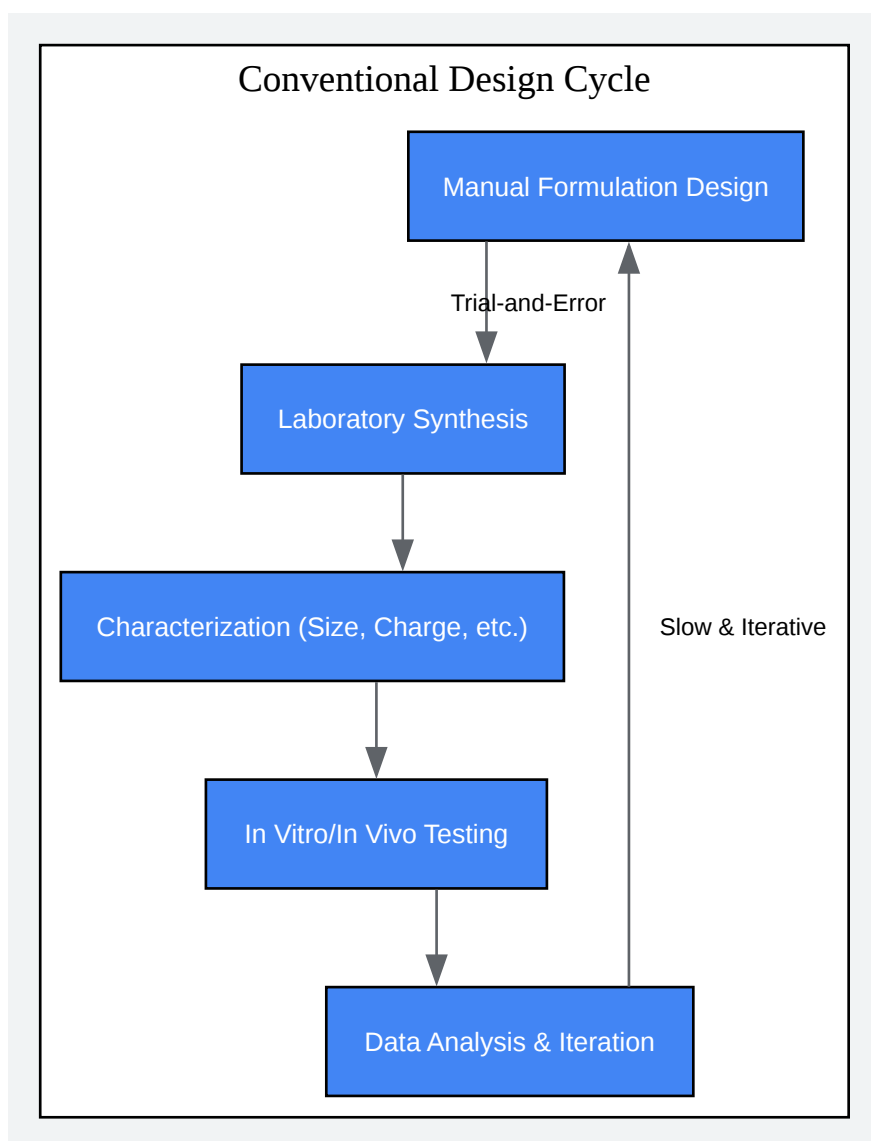 Conventional Design Cycle
Manual Formulation Design
Trial-and-Error
Laboratory Synthesis
Characterization (Size, Charge, etc.)
Slow & Iterative
In Vitro/In Vivo Testing
Data Analysis & Iteration